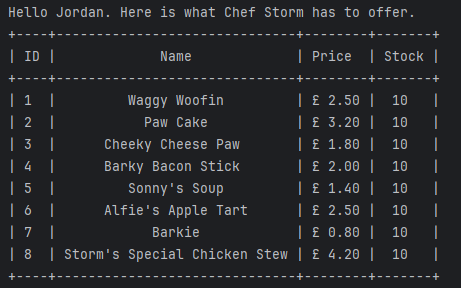 Hello Jordan. Here is what Chef Storm has to offer.
+----+------------------------------+--------+-------+
| ID |             Name             | Price  | Stock |
+----+------------------------------+--------+-------+
| 1  |         Waggy Woofin         | £ 2.50 |  10   |
| 2  |           Paw Cake           | £ 3.20 |  10   |
| 3  |      Cheeky Cheese Paw       | £ 1.80 |  10   |
| 4  |      Barky Bacon Stick       | £ 2.00 |  10   |
| 5  |         Sonny's Soup         | £ 1.40 |  10   |
| 6  |      Alfie's Apple Tart      | £ 2.50 |  10   |
| 7  |            Barkie            | £ 0.80 |  10   |
| 8  | Storm's Special Chicken Stew | £ 4.20 |  10   |
+----+------------------------------+--------+-------+